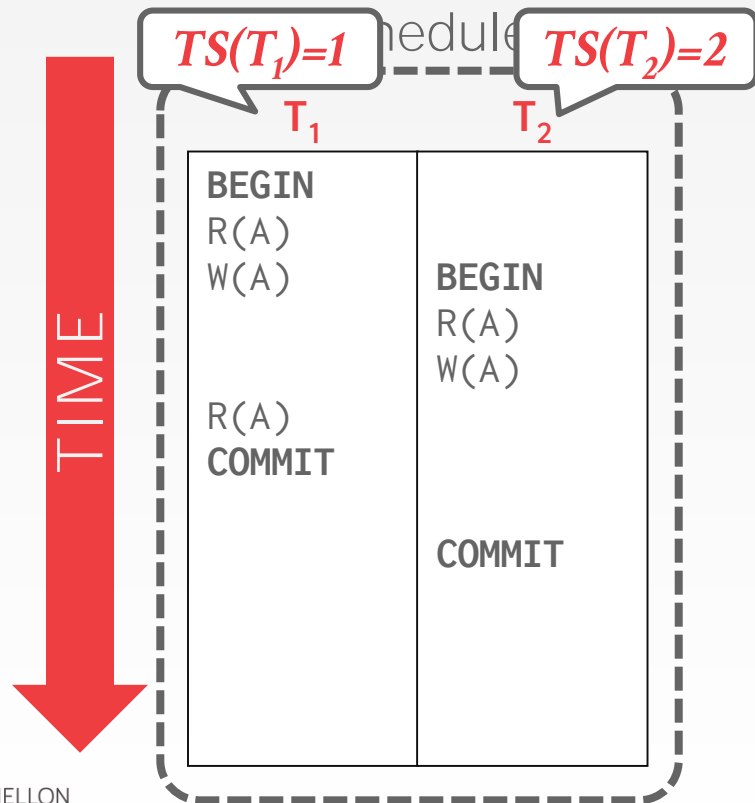 TS(T₁)=1 hedule TS(T₂)=2
T₁ T₂
BEGIN
R(A)
W(A) BEGIN
R(A)
W(A)
R(A)
COMMIT
COMMIT
TIME
ELLON